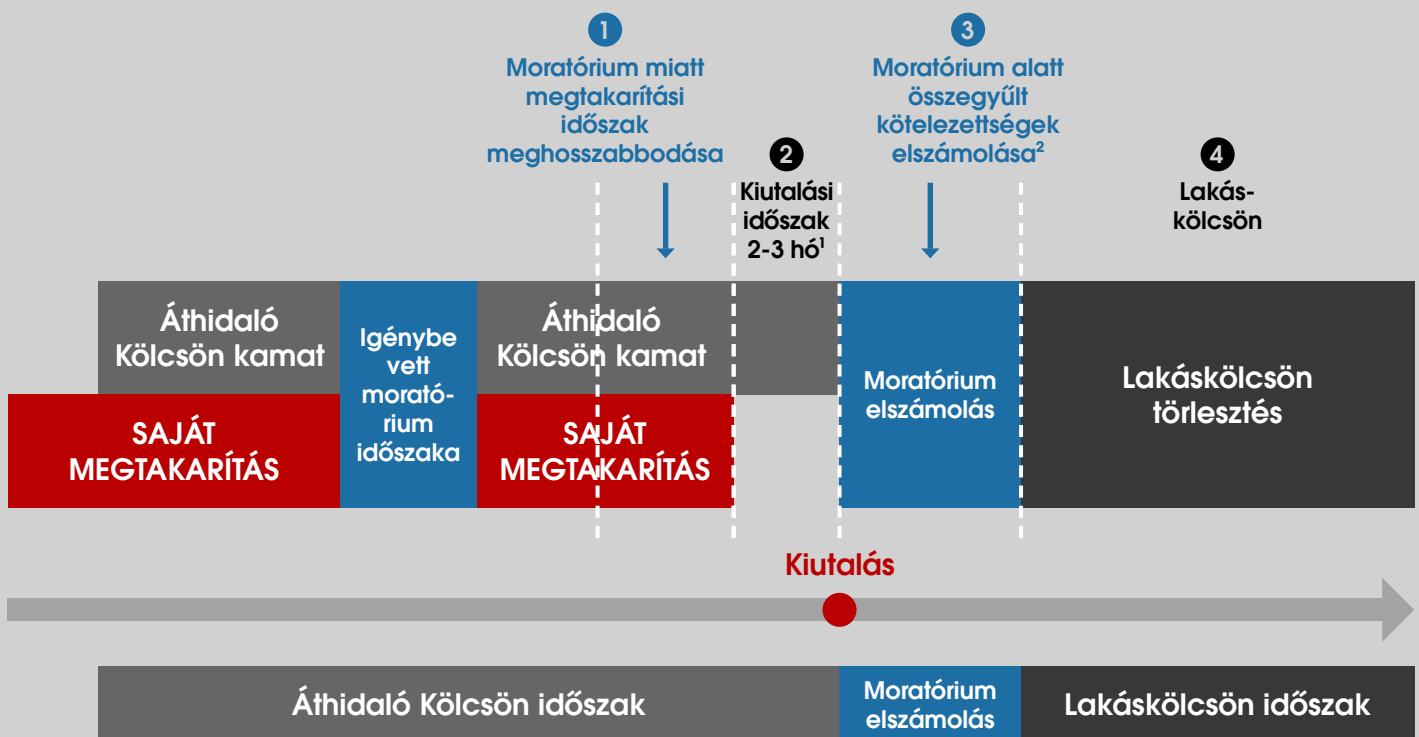 1
Moratórium miatt
megtakarítási
időszak
meghosszabbodása
2
Kiutalási
időszak
2-3 hó¹
3
Moratórium alatt
összegyűlt
kötelezettségek
elszámolása²
4
Lakás-
kölcsön
Áthidaló
Kölcsön kamat
SAJÁT
MEGTAKARÍTÁS
Igénybe
vett
morató-
rium
időszaka
Áthidaló
Kölcsön kamat
SAJÁT
MEGTAKARÍTÁS
Moratórium
elszámolás
Lakáskölcsön
törlesztés
Kiutalás
Áthidaló Kölcsön időszak
Moratórium
elszámolás
Lakáskölcsön időszak